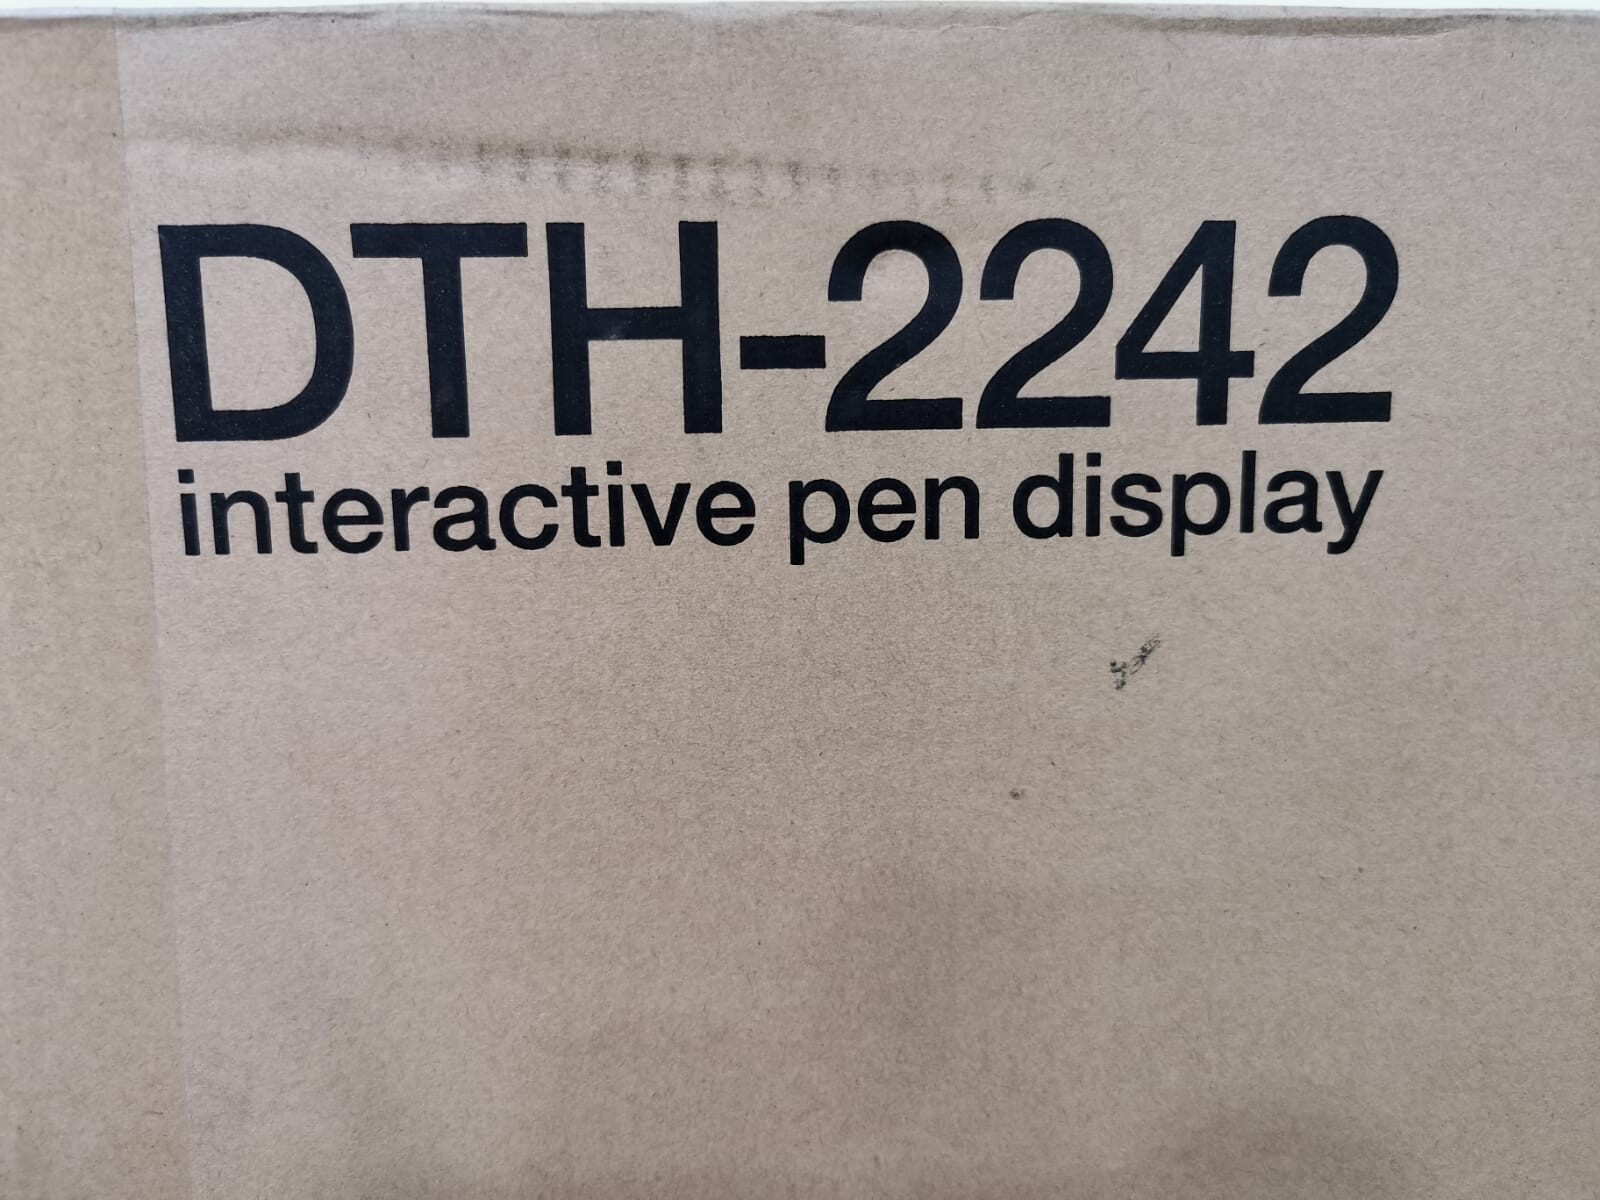 DTH-2242
interactive pen display